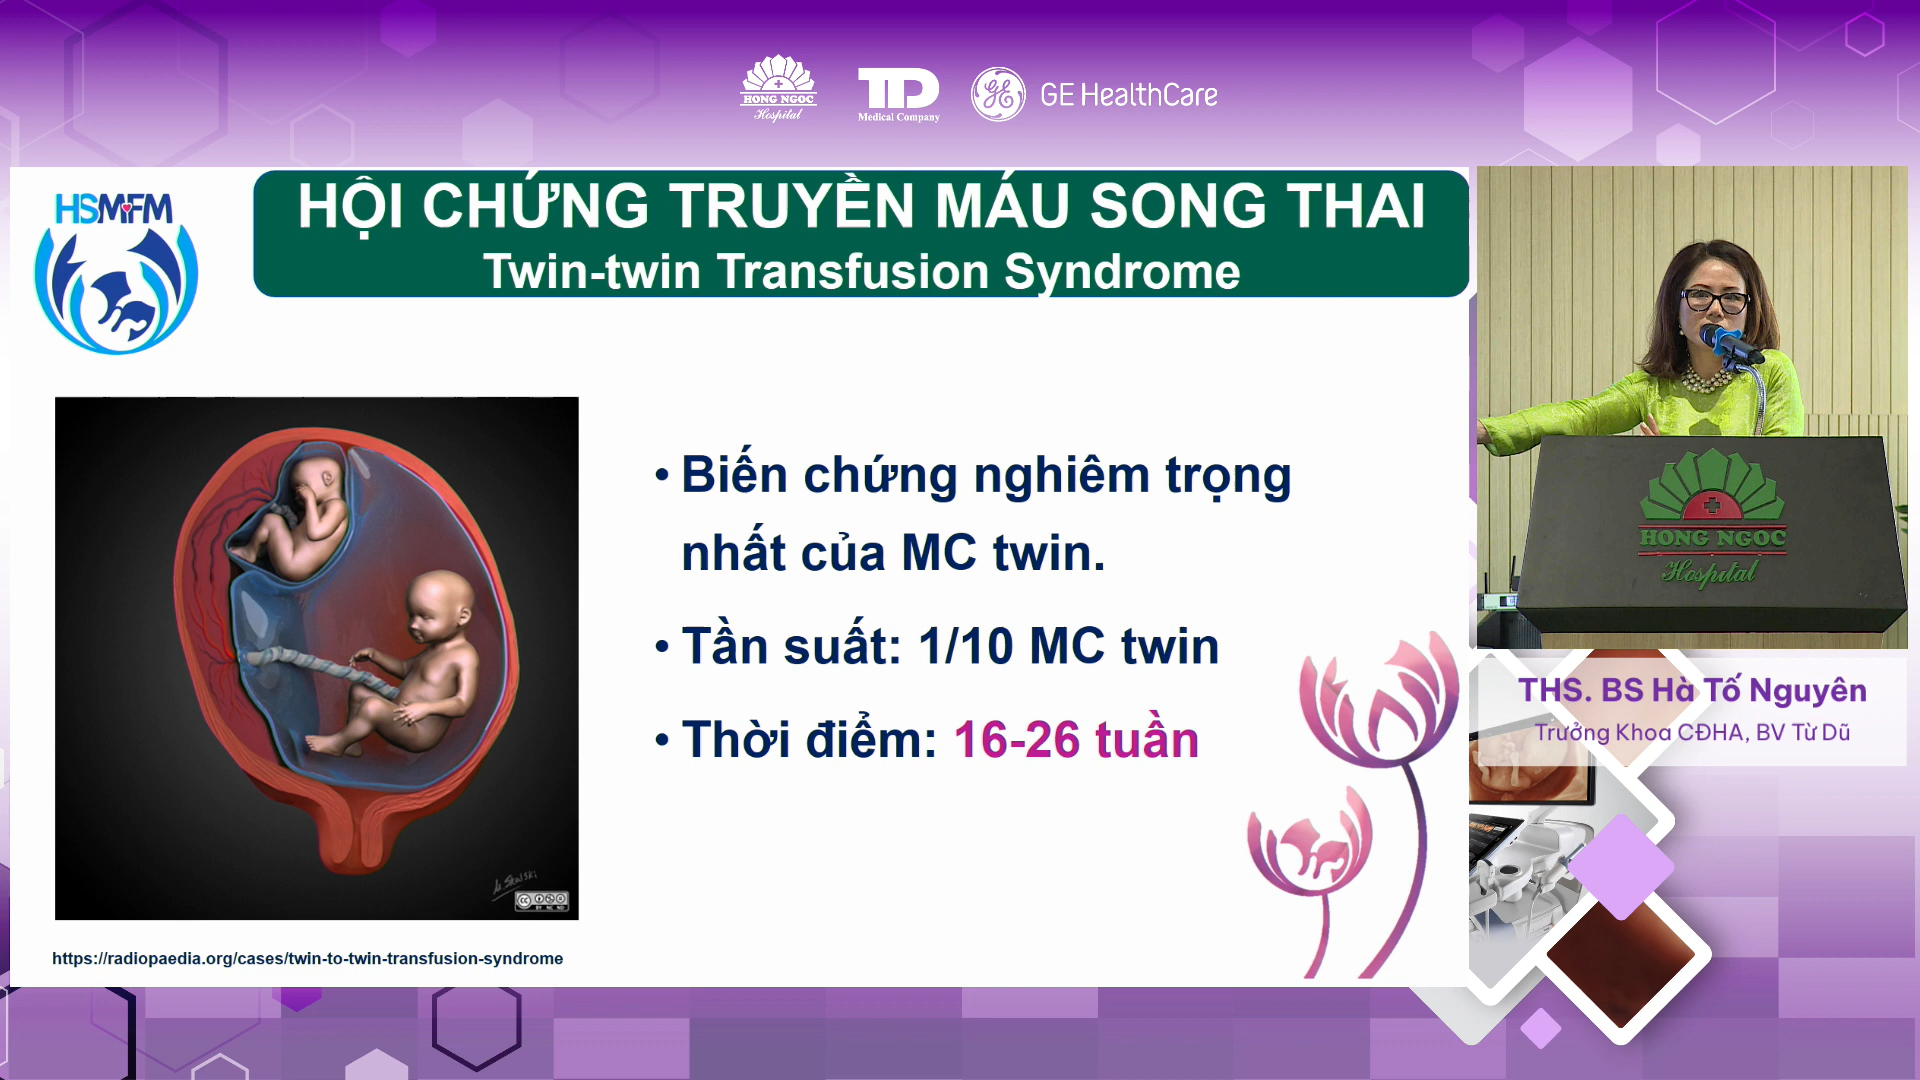 HONG NGOC
Hospital
TD
Medical Company
GE HealthCare
HSMFM
HỘI CHỨNG TRUYỀN MÁU SONG THAI
Twin-twin Transfusion Syndrome
• Biến chứng nghiêm trọng
nhất của MC twin.
• Tần suất: 1/10 MC twin
• Thời điểm: 16-26 tuần
BY NC ND
https://radiopaedia.org/cases/twin-to-twin-transfusion-syndrome
HONG NGOC
Hospital
THS. BS Hà Tố Nguyên
Trưởng Khoa CĐHA, BV Từ Dũ